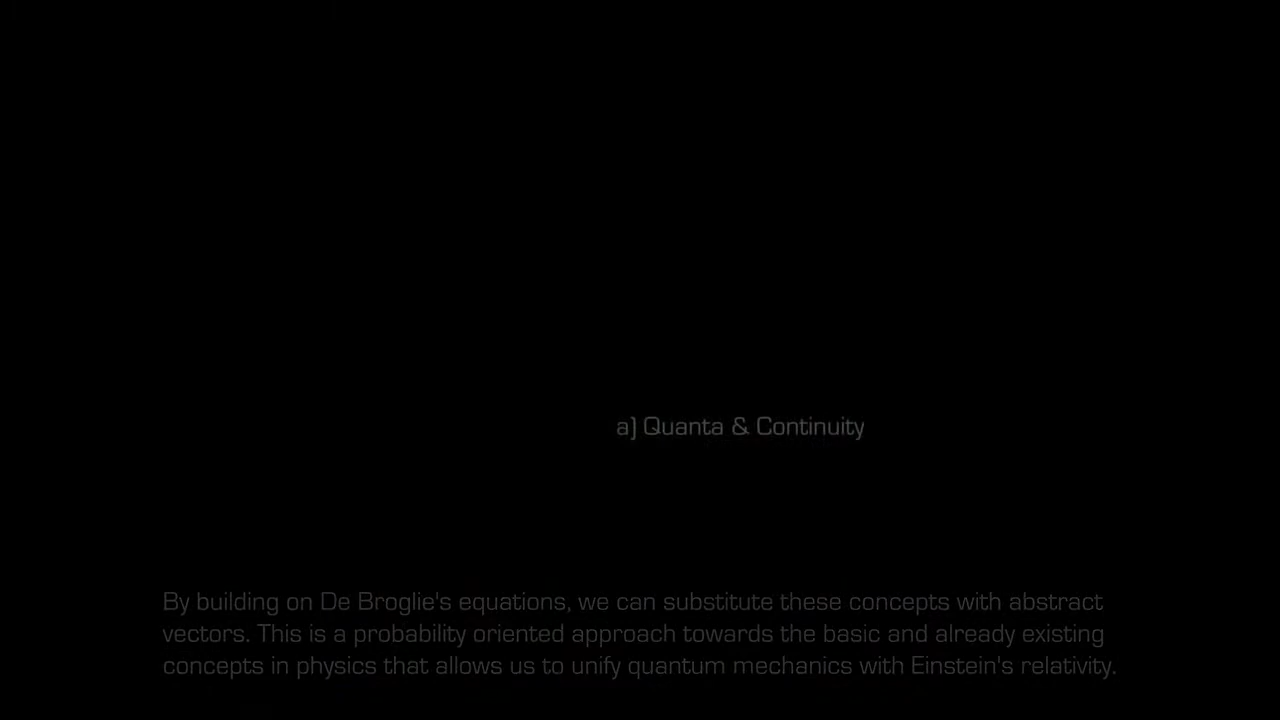 a) Quanta & Continuity
By building on De Broglie's equations, we can substitute these concepts with abstract
vectors. This is a probability oriented approach towards the basic and already existing
concepts in physics that allows us to unify quantum mechanics with Einstein's relativity.